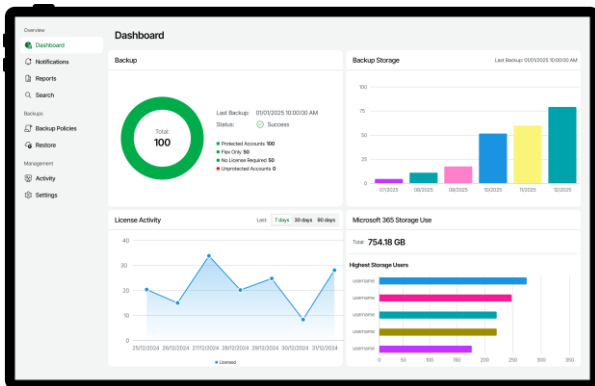 Overview
Dashboard
Notifications
Reports
Search
Backups
Backup Policies
Restore
Management
Activity
Settings
Dashboard
Backup
Total:
100
Last Backup: 01/01/2025 10:00:00 AM
Status: Success
Protected Accounts 100
Flex Only 50
No License Required 50
Unprotected Accounts 0
Backup Storage
Last Backup: 01/01/2025 10:00:00 AM
100
75
50
25
0
07/2025 08/2025 09/2025 10/2025 11/2025 12/2025
License Activity
Last 7 days 30 days 90 days
40
30
20
10
0
25/12/2024 26/12/2024 27/12/2024 28/12/2024 29/12/2024 30/12/2024 31/12/2024
Licensed
Microsoft 365 Storage Use
Total: 754.18 GB
Highest Storage Users
username
username
username
username
username
0 50 100 150 200 250 300 350